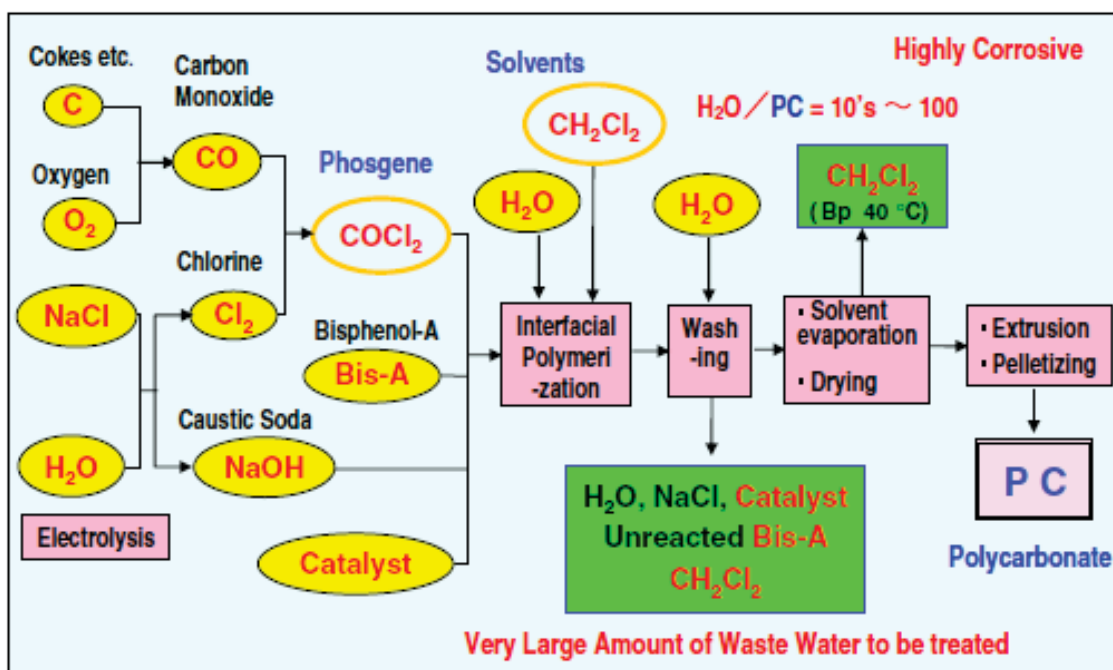 Cokes etc.
C
Oxygen
O₂
Carbon
Monoxide
CO
Chlorine
Cl₂
NaCl
H₂O
Electrolysis
Caustic Soda
NaOH
Phosgene
COCl₂
Bisphenol-A
Bis-A
Catalyst
Solvents
CH₂Cl₂
H₂O
H₂O
Highly Corrosive
H₂O/PC = 10's ～ 100
CH₂Cl₂
( Bp 40 °C )
Interfacial
Polymeri
-zation
Wash
-ing
▪ Solvent
evaporation
▪ Drying
▪ Extrusion
▪ Pelletizing
H₂O, NaCl, Catalyst
Unreacted Bis-A
CH₂Cl₂
P C
Polycarbonate
Very Large Amount of Waste Water to be treated